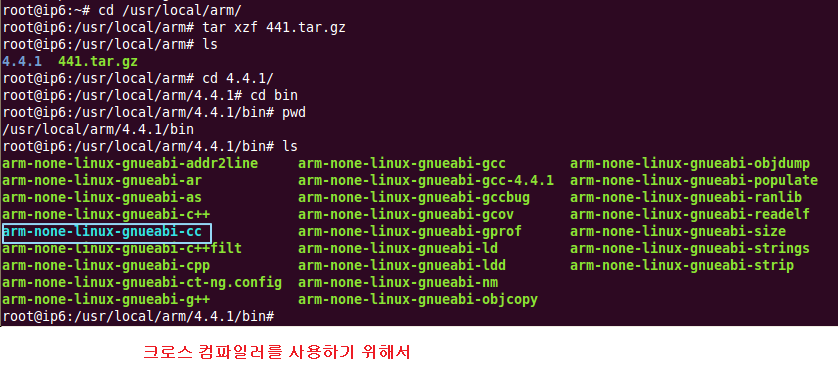 root@ip6:~# cd /usr/local/arm/
root@ip6:/usr/local/arm# tar xzf 441.tar.gz
root@ip6:/usr/local/arm# ls
4.4.1  441.tar.gz
root@ip6:/usr/local/arm# cd 4.4.1/
root@ip6:/usr/local/arm/4.4.1# cd bin
root@ip6:/usr/local/arm/4.4.1/bin# pwd
/usr/local/arm/4.4.1/bin
root@ip6:/usr/local/arm/4.4.1/bin# ls
arm-none-linux-gnueabi-addr2line  arm-none-linux-gnueabi-gcc  arm-none-linux-gnueabi-objdump
arm-none-linux-gnueabi-ar  arm-none-linux-gnueabi-gcc-4.4.1  arm-none-linux-gnueabi-populate
arm-none-linux-gnueabi-as  arm-none-linux-gnueabi-gccbug  arm-none-linux-gnueabi-ranlib
arm-none-linux-gnueabi-c++  arm-none-linux-gnueabi-gcov  arm-none-linux-gnueabi-readelf
arm-none-linux-gnueabi-cc  arm-none-linux-gnueabi-gprof  arm-none-linux-gnueabi-size
arm-none-linux-gnueabi-c++filt  arm-none-linux-gnueabi-ld  arm-none-linux-gnueabi-strings
arm-none-linux-gnueabi-cpp  arm-none-linux-gnueabi-ldd  arm-none-linux-gnueabi-strip
arm-none-linux-gnueabi-ct-ng.config  arm-none-linux-gnueabi-nm
arm-none-linux-gnueabi-g++  arm-none-linux-gnueabi-objcopy
root@ip6:/usr/local/arm/4.4.1/bin#
크로스 컴파일러를 사용하기 위해서